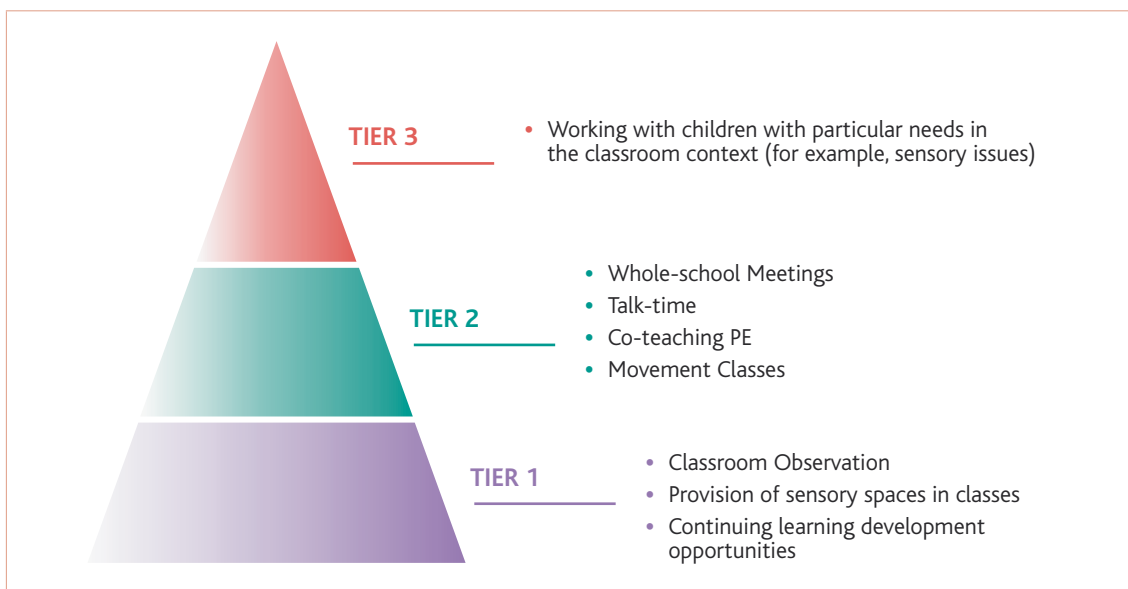 TIER 3
• Working with children with particular needs in
the classroom context (for example, sensory issues)
TIER 2
• Whole-school Meetings
• Talk-time
• Co-teaching PE
• Movement Classes
TIER 1
• Classroom Observation
• Provision of sensory spaces in classes
• Continuing learning development
opportunities